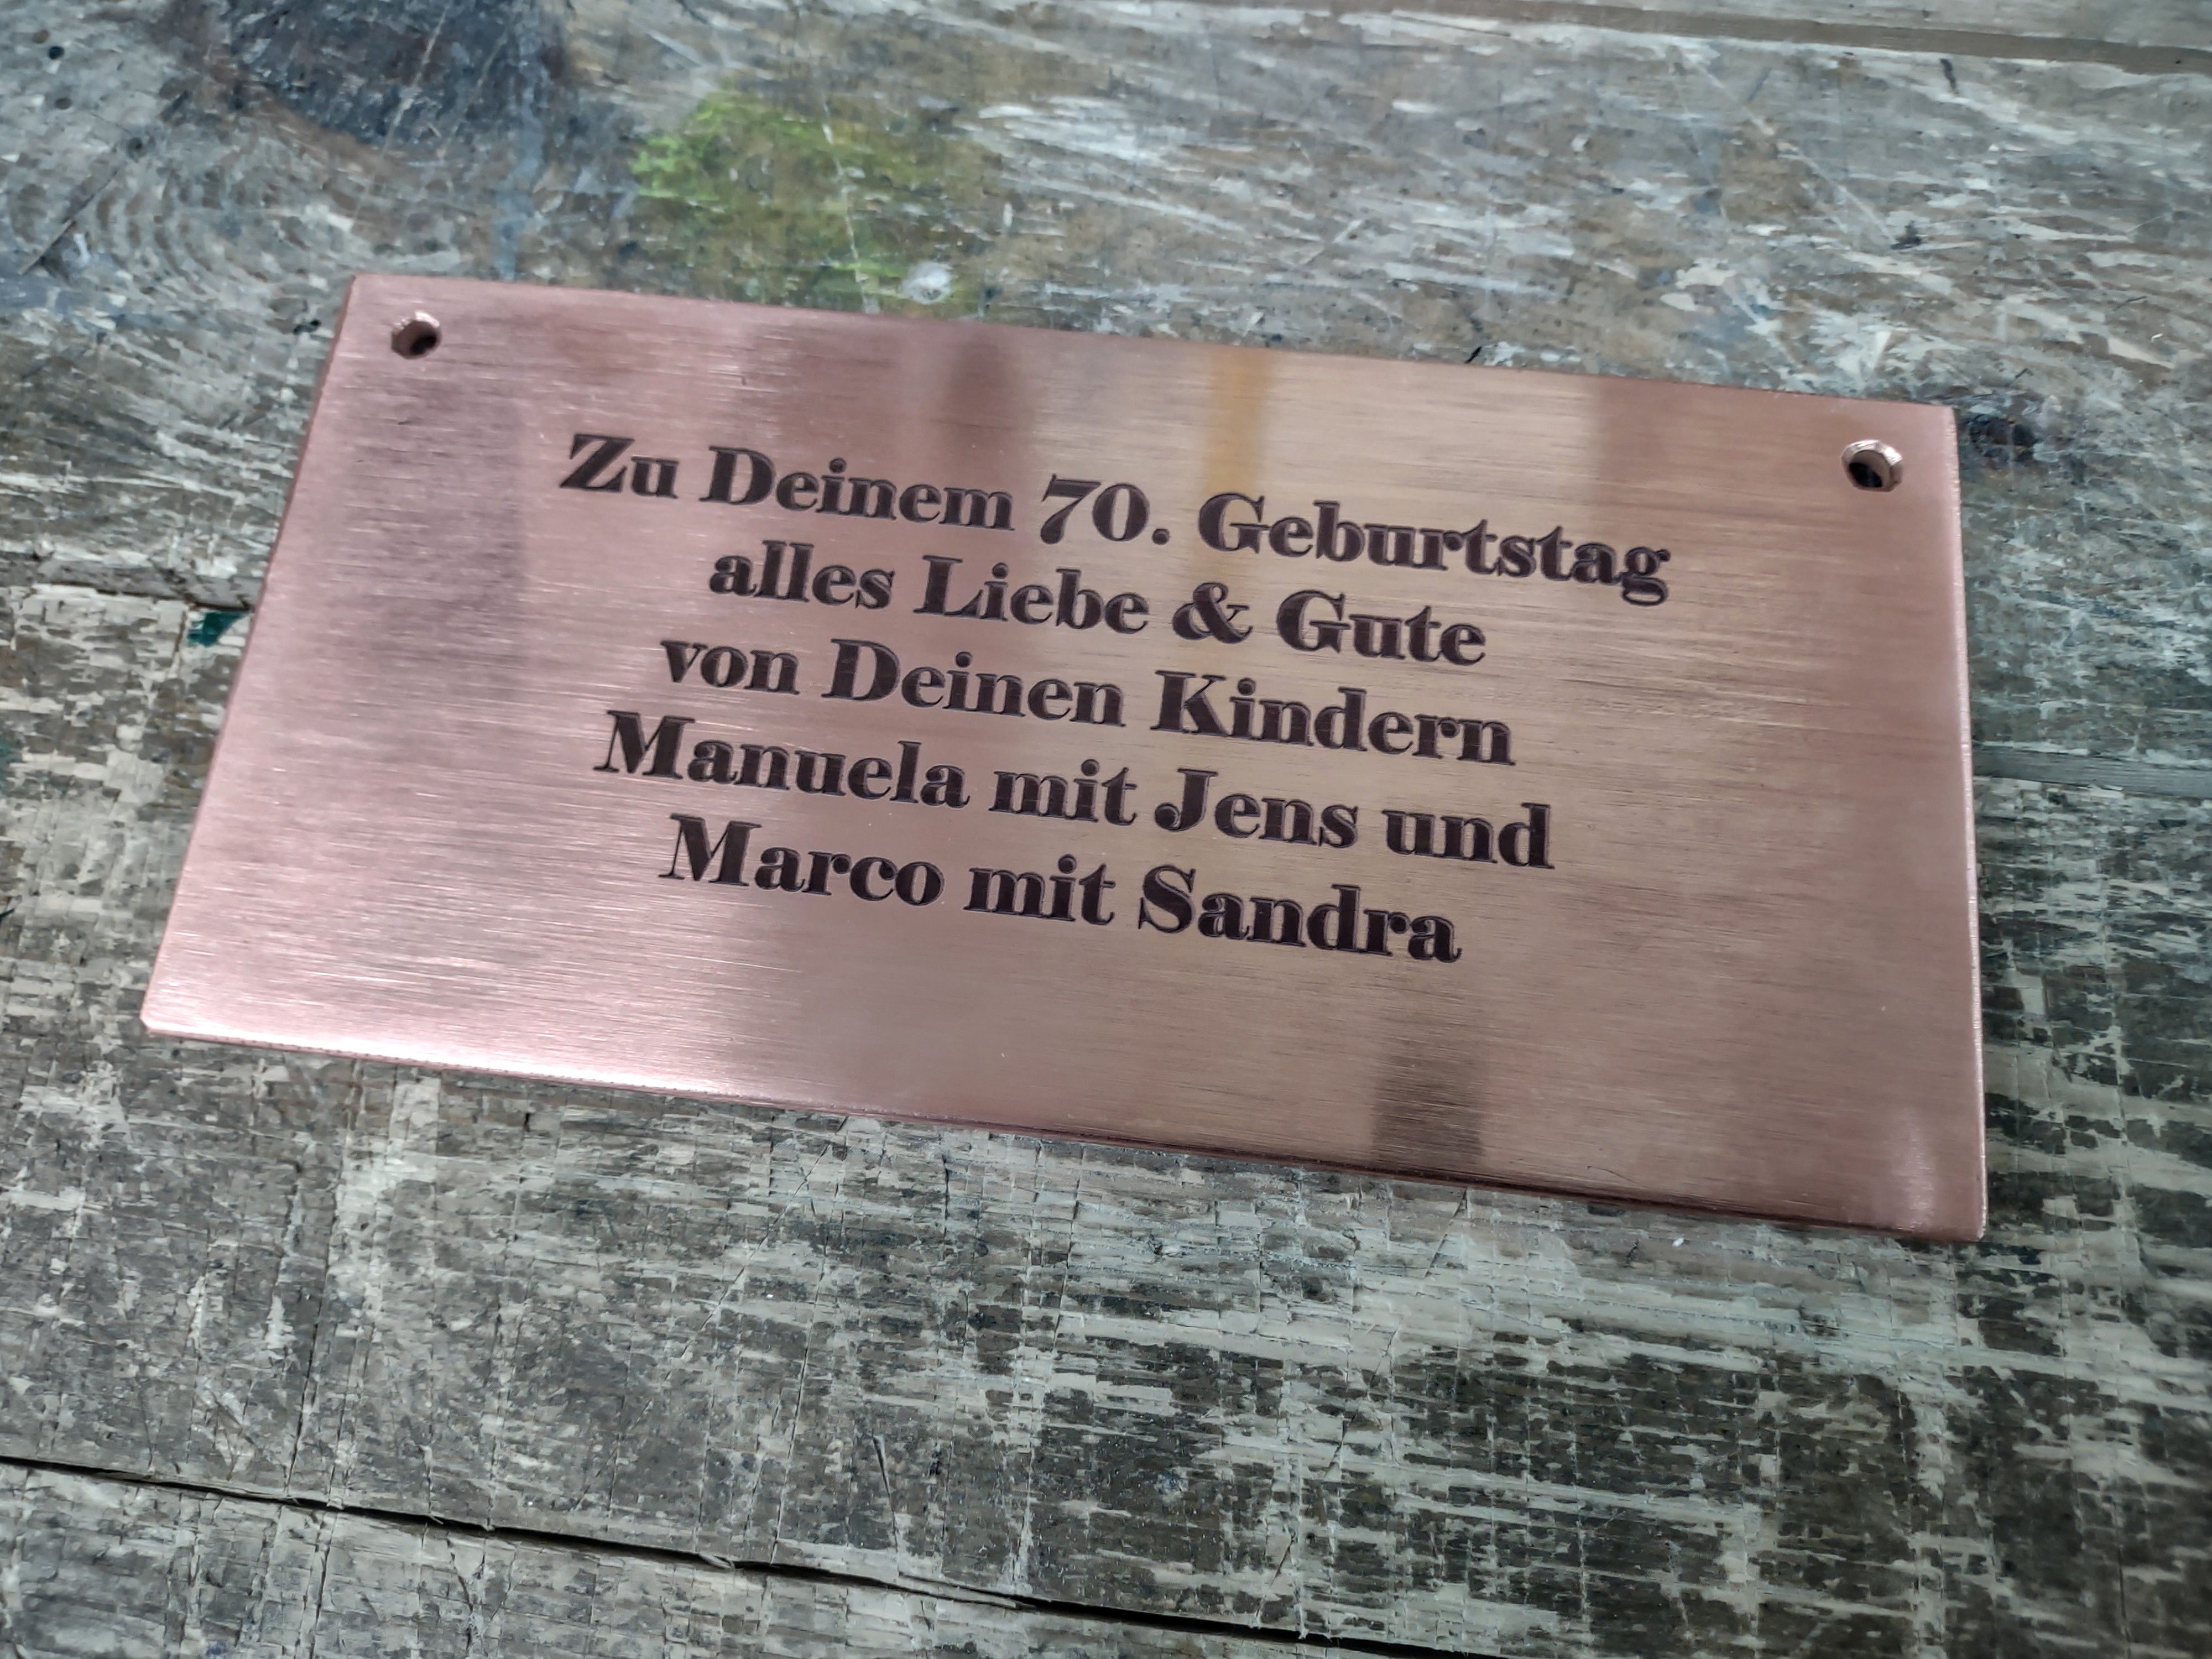 Zu Deinem 70. Geburtstag
alles Liebe & Gute
von Deinen Kindern
Manuela mit Jens und
Marco mit Sandra